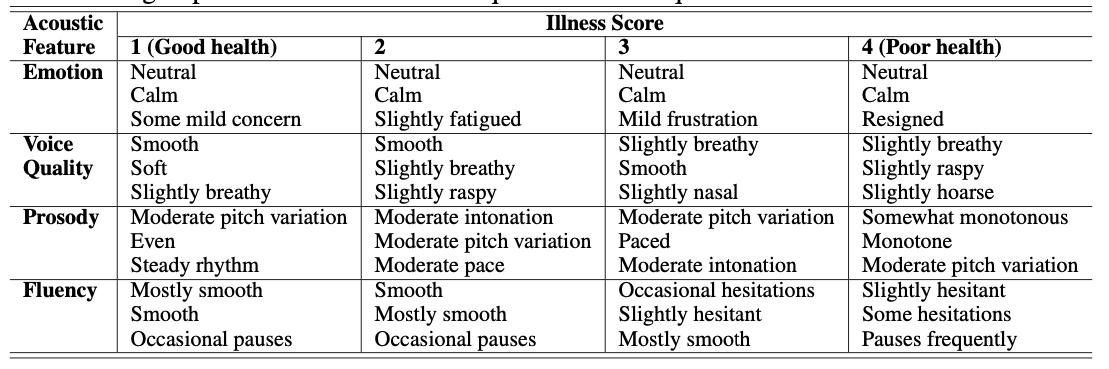 Acoustic Illness Score
Feature 1 (Good health) 2 3 4 (Poor health)
Emotion Neutral Neutral Neutral Neutral
Calm Calm Calm Calm
Some mild concern Slightly fatigued Mild frustration Resigned
Voice Smooth Smooth Slightly breathy Slightly breathy
Quality Soft Slightly breathy Smooth Slightly raspy
Slightly breathy Slightly raspy Slightly nasal Slightly hoarse
Prosody Moderate pitch variation Moderate intonation Moderate pitch variation Somewhat monotonous
Even Moderate pitch variation Paced Monotone
Steady rhythm Moderate pace Moderate intonation Moderate pitch variation
Fluency Mostly smooth Smooth Occasional hesitations Slightly hesitant
Smooth Mostly smooth Slightly hesitant Some hesitations
Occasional pauses Occasional pauses Mostly smooth Pauses frequently